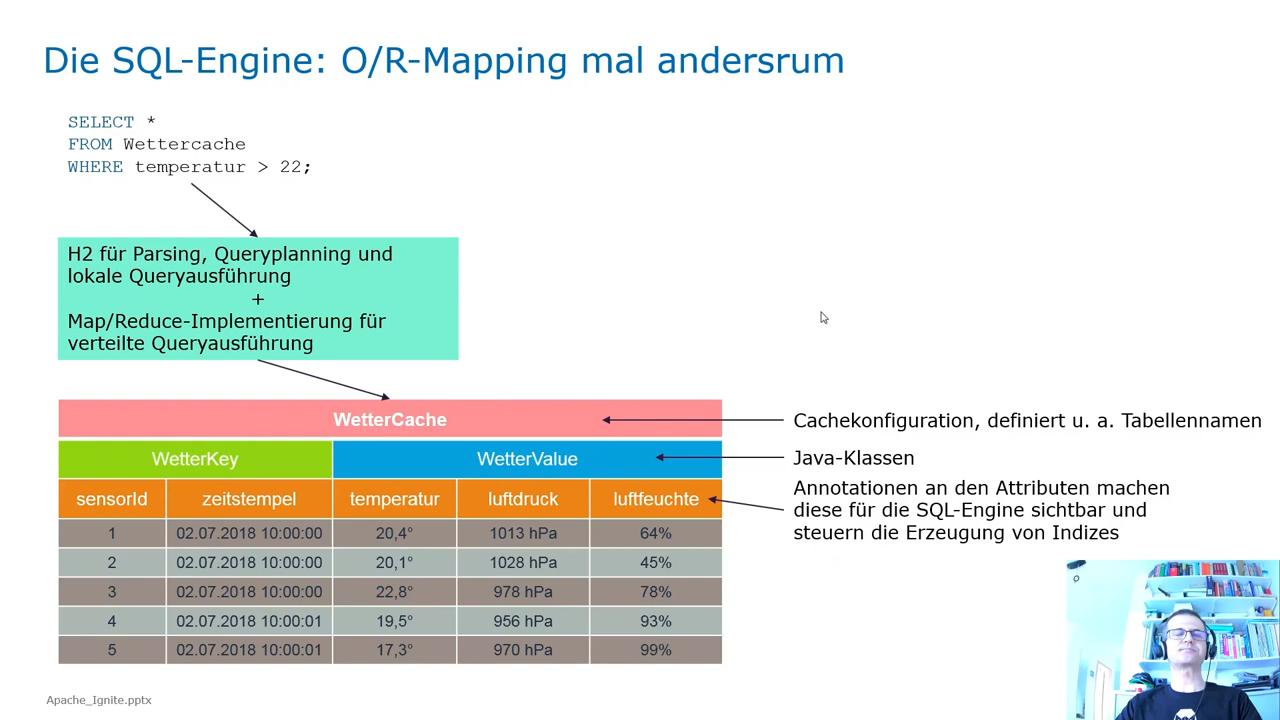 Die SQL-Engine: O/R-Mapping mal andersrum
SELECT *
FROM Wettercache
WHERE temperatur > 22;
H2 für Parsing, Queryplanning und
lokale Queryausführung
+
Map/Reduce-Implementierung für
verteilte Queryausführung
WetterCache
Cachekonfiguration, definiert u. a. Tabellennamen
WetterKey WetterValue
Java-Klassen
sensorId zeitstempel temperatur luftdruck luftfeuchte
Annotationen an den Attributen machen
diese für die SQL-Engine sichtbar und
steuern die Erzeugung von Indizes
1 02.07.2018 10:00:00 20,4° 1013 hPa 64%
2 02.07.2018 10:00:00 20,1° 1028 hPa 45%
3 02.07.2018 10:00:00 22,8° 978 hPa 78%
4 02.07.2018 10:00:01 19,5° 956 hPa 93%
5 02.07.2018 10:00:01 17,3° 970 hPa 99%
Apache_Ignite.pptx